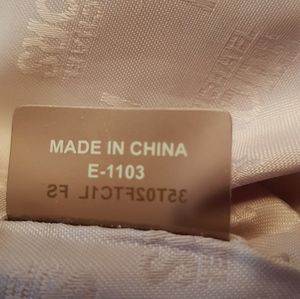 MADE IN CHINA
E-1103
35T02FTC1L FS